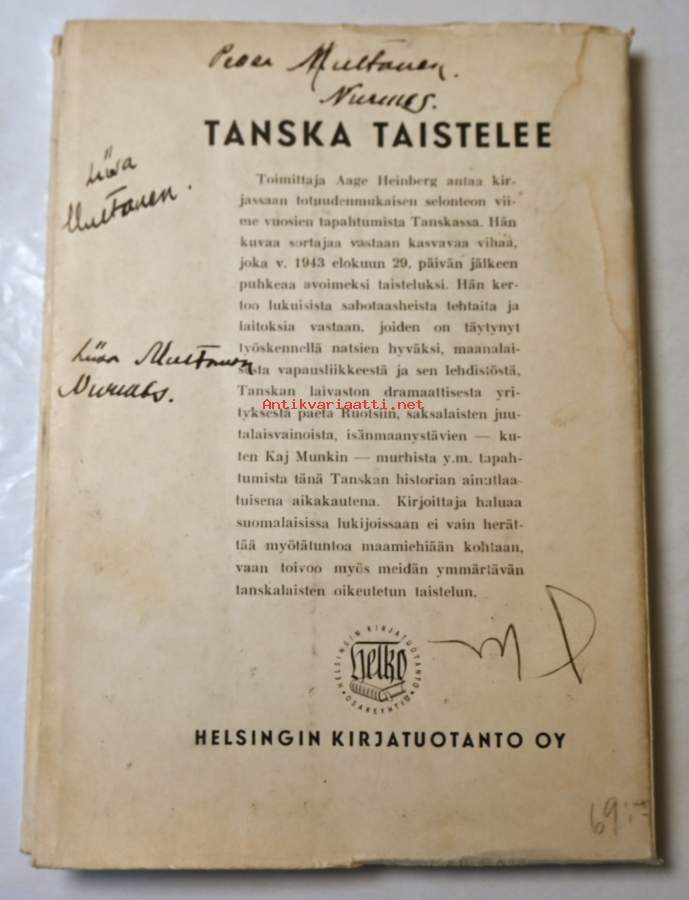 Multanen.
Nurmes.
TANSKA TAISTELEE
Liisa
Multanen.
Toimittaja Aage Heinberg antaa kir-
jassaan totuudenmukaisen selonteon vii-
me vuosien tapahtumista Tanskassa. Hän
kuvaa sortajaa vastaan kasvavaa vihaa,
joka v. 1943 elokuun 29. päivän jälkeen
puhkeaa avoimeksi taisteluksi. Hän ker-
too lukuisista sabotaasheista tehtaita ja
laitoksia vastaan, joiden on täytynyt
työskennellä natsien hyväksi, maanalai-
sesta vapausliikkeestä ja sen lehdistöstä,
Tanskan laivaston dramaattisesta yri-
tyksestä paeta Ruotsiin, saksalaisten juu-
talaisvainoista, isänmaanystävien — ku-
ten Kaj Munkin — murhista y.m. tapah-
tumista tänä Tanskan historian ainutlaa-
tuisena aikakautena. Kirjoittaja haluaa
suomalaisissa lukijoissaan ei vain herät-
tää myötätuntoa maamiehiään kohtaan,
vaan toivoo myös meidän ymmärtävän
tanskalaisten oikeutetun taistelun.
Liisa Multanen
Nurmes.
Antikvariaatti.net
HELSINGIN KIRJATUOTANTO
Helko
OSAKEYHTIÖ
HELSINGIN KIRJATUOTANTO OY
69:-